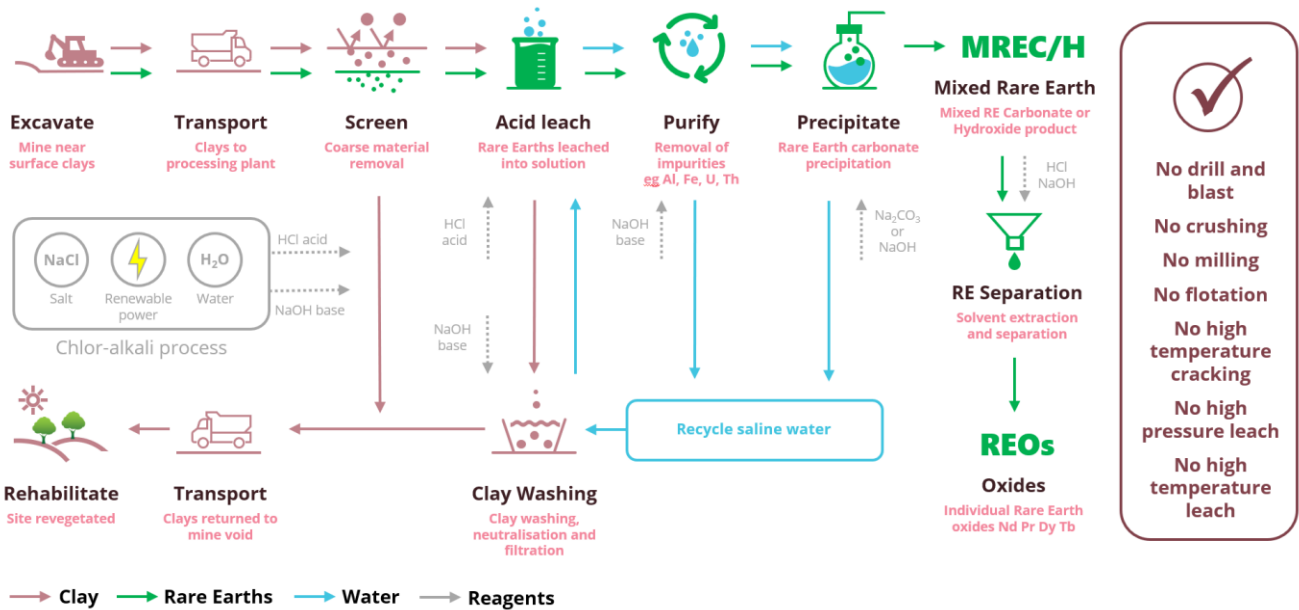 Excavate
Mine near
surface clays
Transport
Clays to
processing plant
Screen
Coarse material
removal
Acid leach
Rare Earths leached
into solution
Purify
Removal of
impurities
eg Al, Fe, U, Th
Precipitate
Rare Earth carbonate
precipitation
MREC/H
Mixed Rare Earth
Mixed RE Carbonate or
Hydroxide product
HCl
NaOH
RE Separation
Solvent extraction
and separation
REOs
Oxides
Individual Rare Earth
oxides Nd Pr Dy Tb
NaCl
Salt
Renewable
power
H₂O
Water
Chlor-alkali process
HCl acid
NaOH base
HCl
acid
NaOH
base
NaOH
base
Na₂CO₃
or
NaOH
Recycle saline water
Rehabilitate
Site revegetated
Transport
Clays returned to
mine void
Clay Washing
Clay washing,
neutralisation and
filtration
No drill and
blast
No crushing
No milling
No flotation
No high
temperature
cracking
No high
pressure leach
No high
temperature
leach
Clay
Rare Earths
Water
Reagents